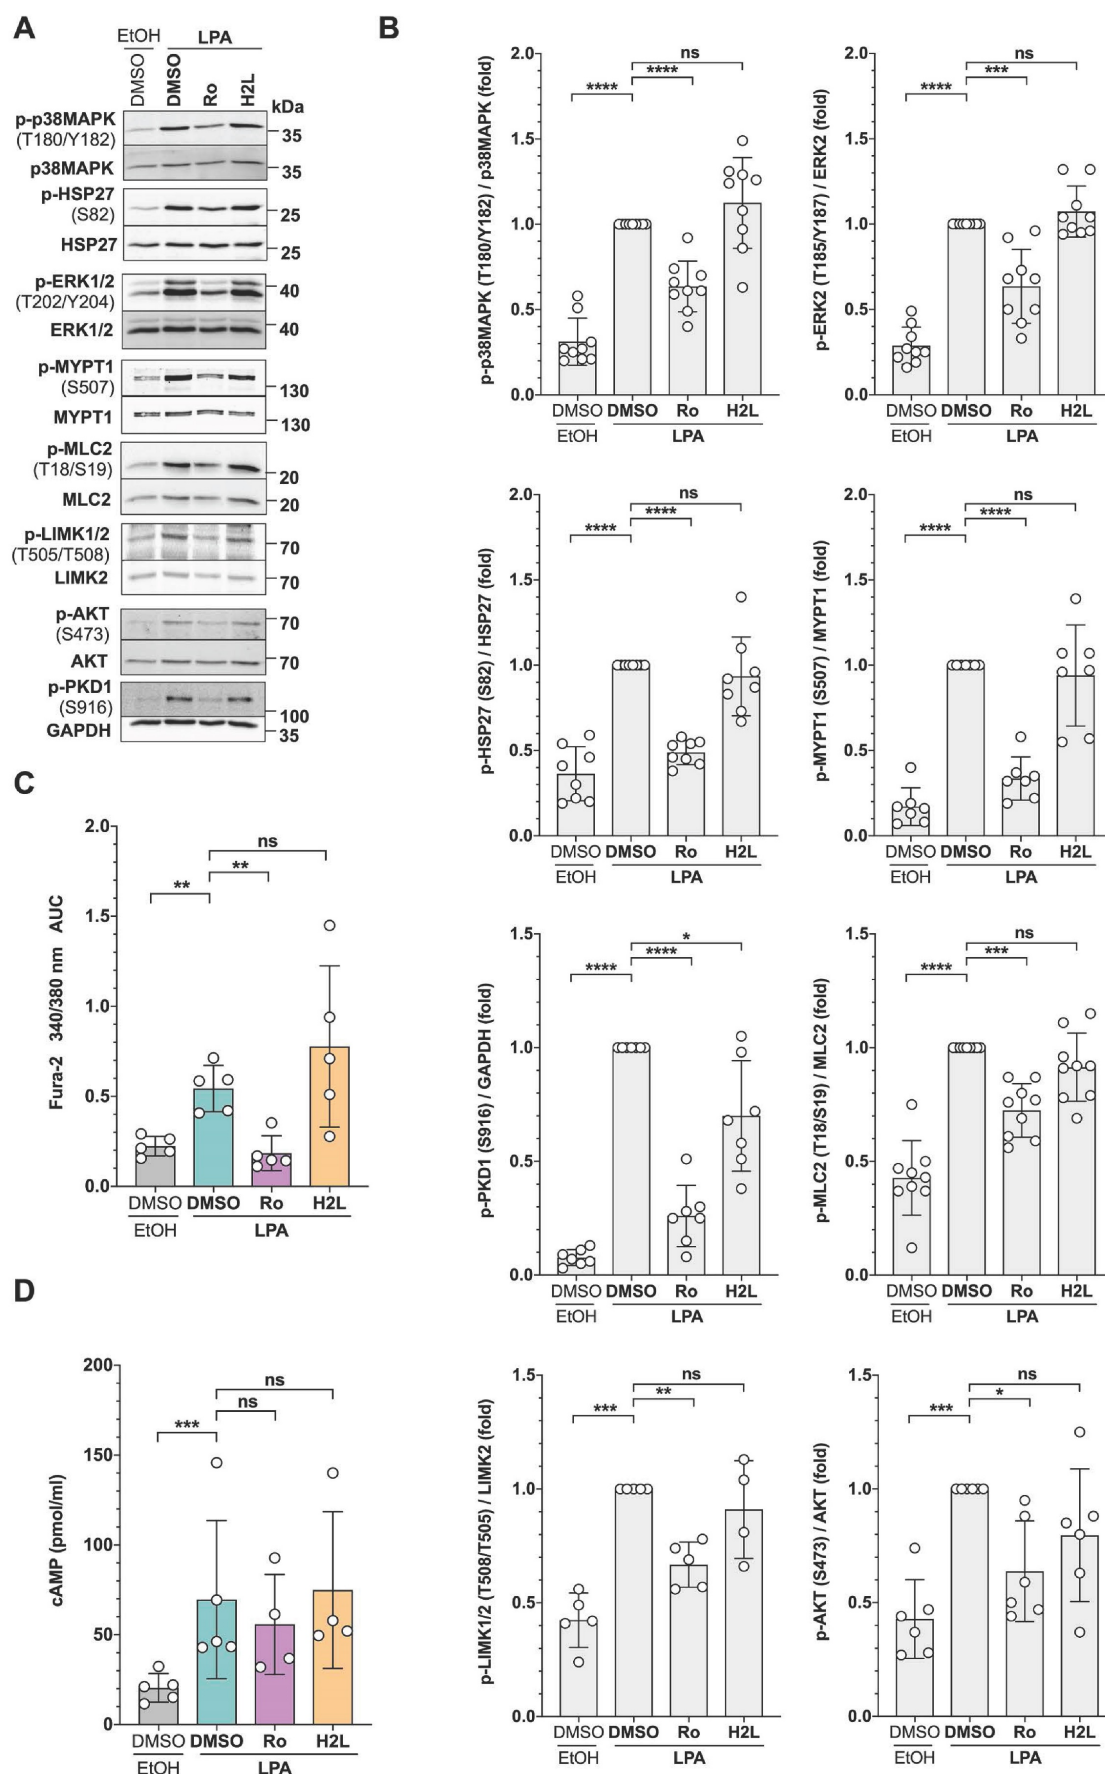 A
EtOH
LPA
DMSO
DMSO
Ro
H2L
kDa
p-p38MAPK
(T180/Y182)
35
p38MAPK
35
p-HSP27
(S82)
25
HSP27
25
p-ERK1/2
(T202/Y204)
40
ERK1/2
40
p-MYPT1
(S507)
130
MYPT1
130
p-MLC2
(T18/S19)
20
MLC2
20
p-LIMK1/2
(T505/T508)
70
LIMK2
70
p-AKT
(S473)
70
AKT
70
p-PKD1
(S916)
100
GAPDH
35
B
p-p38MAPK (T180/Y182) / p38MAPK (fold)
2.0
1.5
1.0
0.5
0.0
ns
****
****
DMSO DMSO Ro H2L
EtOH LPA
p-ERK2 (T185/Y187) / ERK2 (fold)
2.0
1.5
1.0
0.5
0.0
ns
***
****
DMSO DMSO Ro H2L
EtOH LPA
p-HSP27 (S82) / HSP27 (fold)
2.0
1.5
1.0
0.5
0.0
ns
****
****
DMSO DMSO Ro H2L
EtOH LPA
p-MYPT1 (S507) / MYPT1 (fold)
2.0
1.5
1.0
0.5
0.0
ns
****
****
DMSO DMSO Ro H2L
EtOH LPA
p-PKD1 (S916) / GAPDH (fold)
1.5
1.0
0.5
0.0
*
****
****
DMSO DMSO Ro H2L
EtOH LPA
p-MLC2 (T18/S19) / MLC2 (fold)
1.5
1.0
0.5
0.0
ns
***
****
DMSO DMSO Ro H2L
EtOH LPA
p-LIMK1/2 (T508/T505) / LIMK2 (fold)
1.5
1.0
0.5
0.0
ns
**
***
DMSO DMSO Ro H2L
EtOH LPA
p-AKT (S473) / AKT (fold)
1.5
1.0
0.5
0.0
ns
*
***
DMSO DMSO Ro H2L
EtOH LPA
C
Fura-2 340/380 nm AUC
2.0
1.5
1.0
0.5
0.0
ns
**
**
DMSO DMSO Ro H2L
EtOH LPA
D
cAMP (pmol/ml)
200
150
100
50
0
ns
ns
***
DMSO DMSO Ro H2L
EtOH LPA